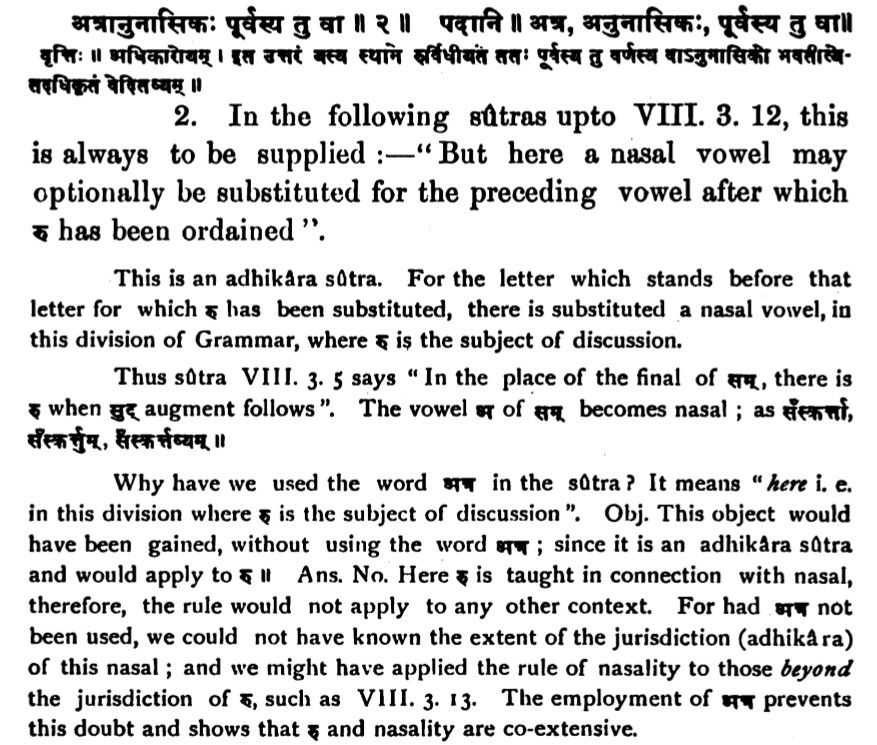 अत्रानुनासिकः पूर्वस्य तु वा ॥ २ ॥ पदानि ॥ अत्र, अनुनासिकः, पूर्वस्य तु वा॥
वृत्तिः ॥ अधिकारोयम् । इत उत्तरं यस्य स्थाने रुर्विधीयते ततः पूर्वस्य तु वर्णस्य वाऽनुनासिको भवतीत्ये-
तदधिकृतं वेदितव्यम् ॥
2. In the following sûtras upto VIII. 3. 12, this
is always to be supplied :—“ But here a nasal vowel may
optionally be substituted for the preceding vowel after which
रु has been ordained ”.
This is an adhikâra sûtra. For the letter which stands before that
letter for which रु has been substituted, there is substituted a nasal vowel, in
this division of Grammar, where रु is the subject of discussion.
Thus sûtra VIII. 3. 5 says “ In the place of the final of सम्, there is
रु when सुट् augment follows ”. The vowel अ of सम् becomes nasal ; as सँस्कर्त्ता,
सँस्कर्त्तुम्, सँस्कर्त्तव्यम् ॥
Why have we used the word अत्र in the sûtra ? It means “ here i. e.
in this division where रु is the subject of discussion ”. Obj. This object would
have been gained, without using the word अत्र ; since it is an adhikâra sûtra
and would apply to रु ॥ Ans. No. Here रु is taught in connection with nasal,
therefore, the rule would not apply to any other context. For had अत्र not
been used, we could not have known the extent of the jurisdiction (adhikâra)
of this nasal ; and we might have applied the rule of nasality to those beyond
the jurisdiction of रु, such as VIII. 3. 13. The employment of अत्र prevents
this doubt and shows that रु and nasality are co-extensive.